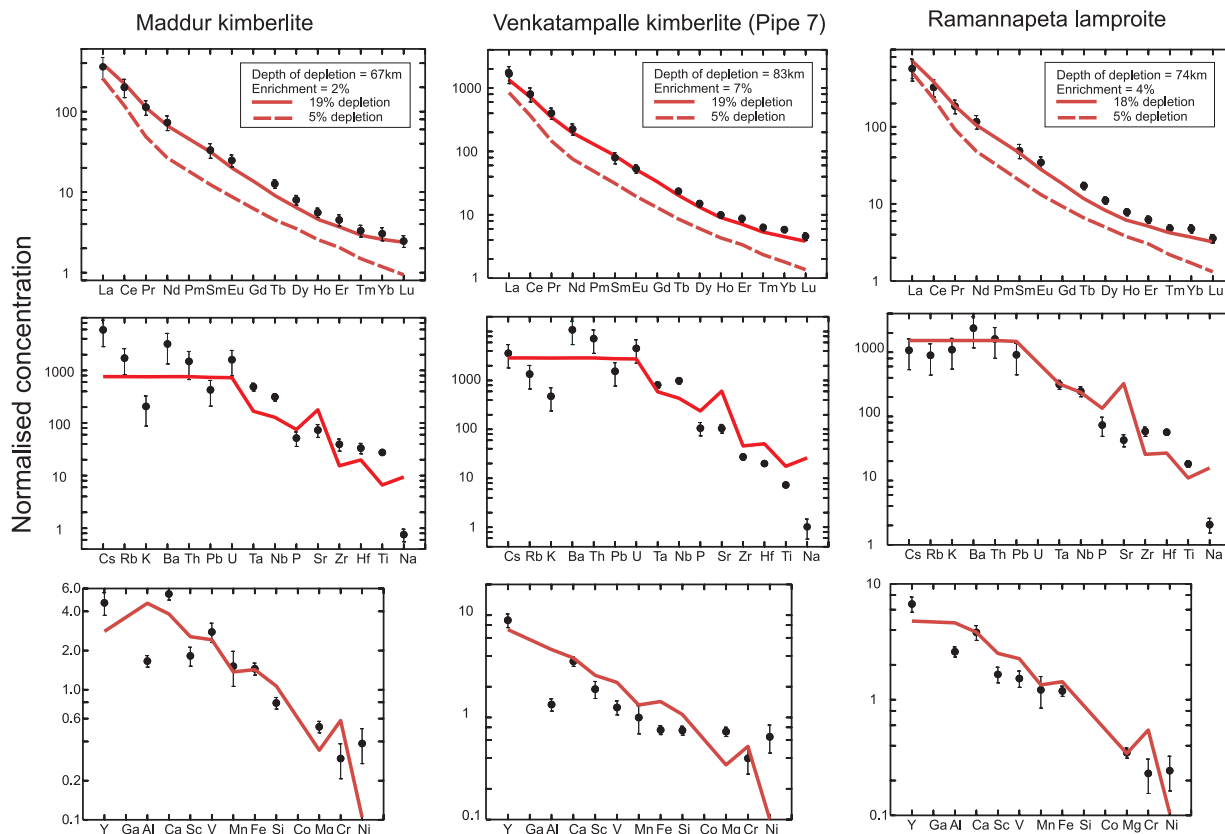 Maddur kimberlite
Venkatampalle kimberlite (Pipe 7)
Ramannapeta lamproite
Normalised concentration
Depth of depletion = 67km
Enrichment = 2%
19% depletion
5% depletion
100
10
1
La Ce Pr Nd Pm Sm Eu Gd Tb Dy Ho Er Tm Yb Lu
Depth of depletion = 83km
Enrichment = 7%
19% depletion
5% depletion
1000
100
10
1
La Ce Pr Nd Pm Sm Eu Gd Tb Dy Ho Er Tm Yb Lu
Depth of depletion = 74km
Enrichment = 4%
18% depletion
5% depletion
100
10
1
La Ce Pr Nd Pm Sm Eu Gd Tb Dy Ho Er Tm Yb Lu
1000
100
10
1
Cs Rb K Ba Th Pb U Ta Nb P Sr Zr Hf Ti Na
1000
100
10
1
Cs Rb K Ba Th Pb U Ta Nb P Sr Zr Hf Ti Na
1000
100
10
1
Cs Rb K Ba Th Pb U Ta Nb P Sr Zr Hf Ti Na
6.0
4.0
2.0
1.0
0.6
0.2
0.1
Y Ga Al Ca Sc V Mn Fe Si Co Mg Cr Ni
10
1
0.1
Y Ga Al Ca Sc V Mn Fe Si Co Mg Cr Ni
10
1
0.1
Y Ga Al Ca Sc V Mn Fe Si Co Mg Cr Ni